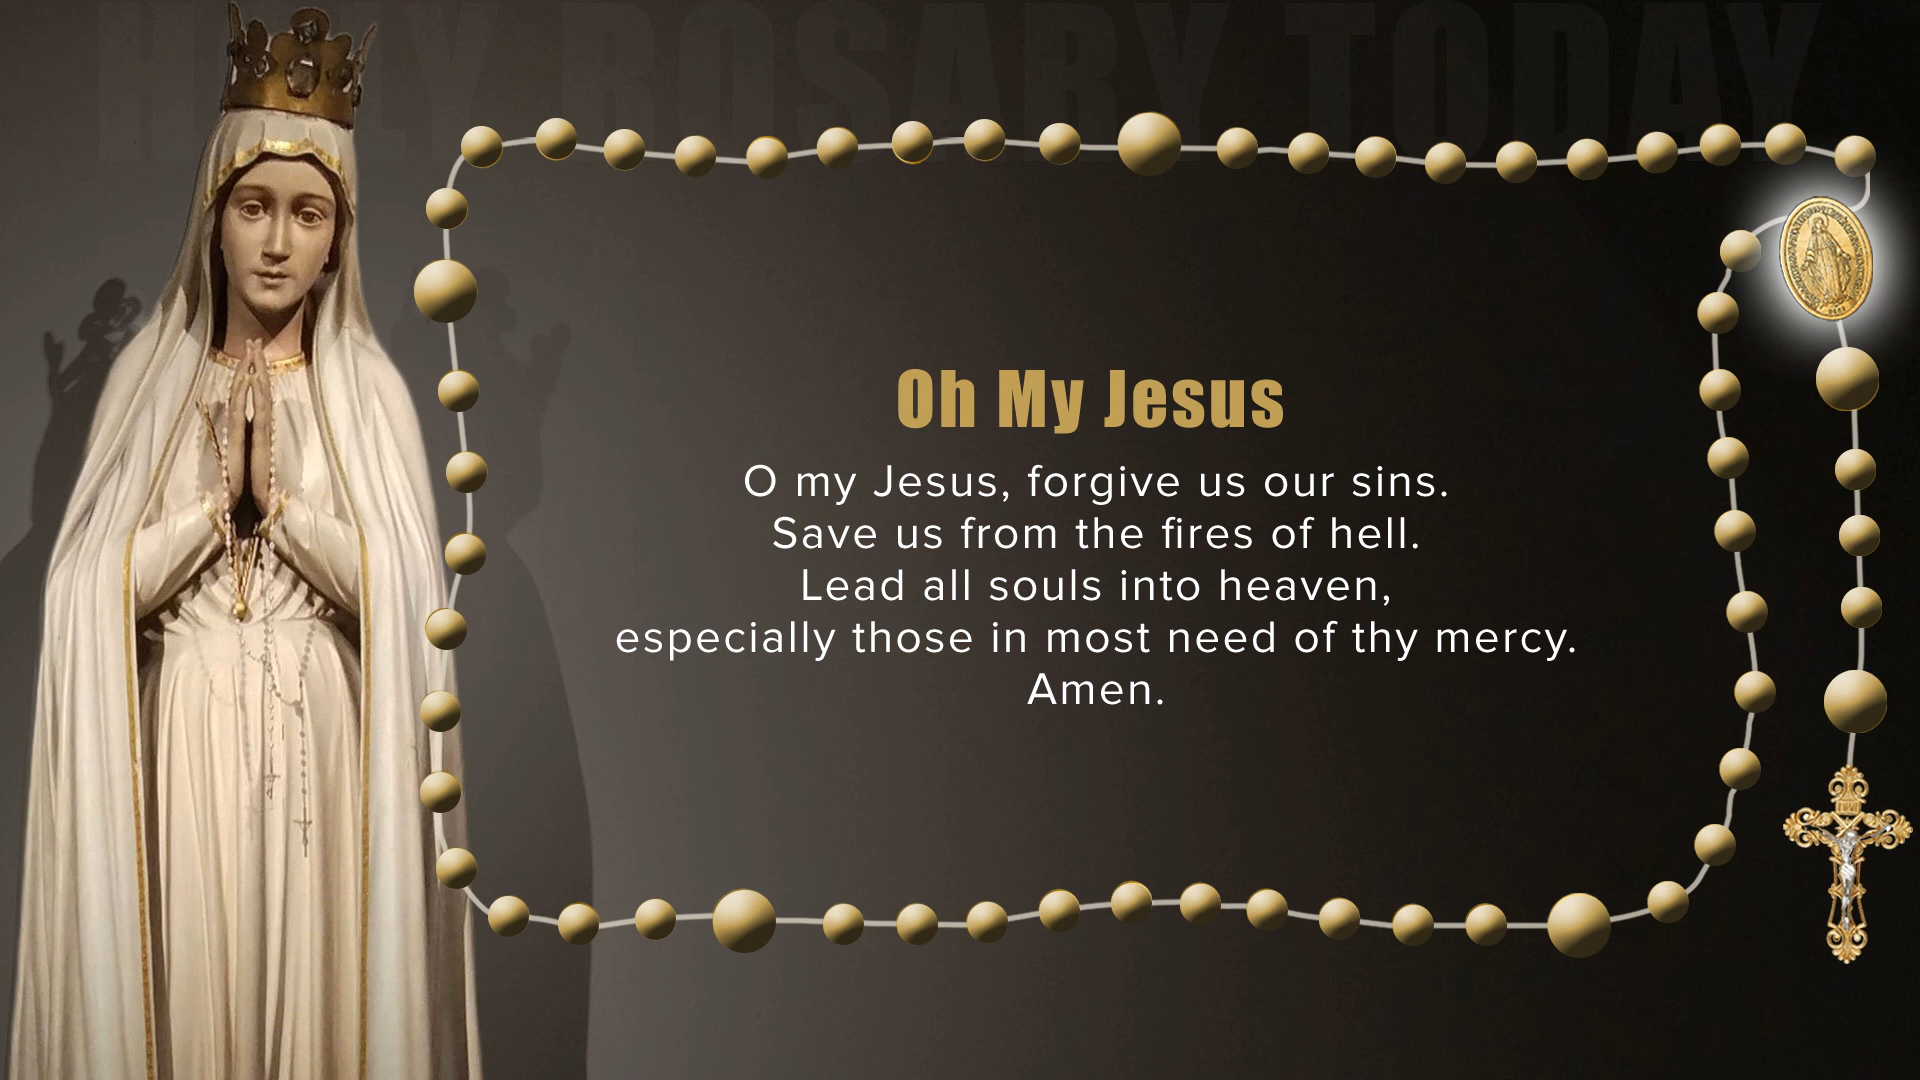 HOLY ROSARY TODAY
Oh My Jesus
O my Jesus, forgive us our sins.
Save us from the fires of hell.
Lead all souls into heaven,
especially those in most need of thy mercy.
Amen.